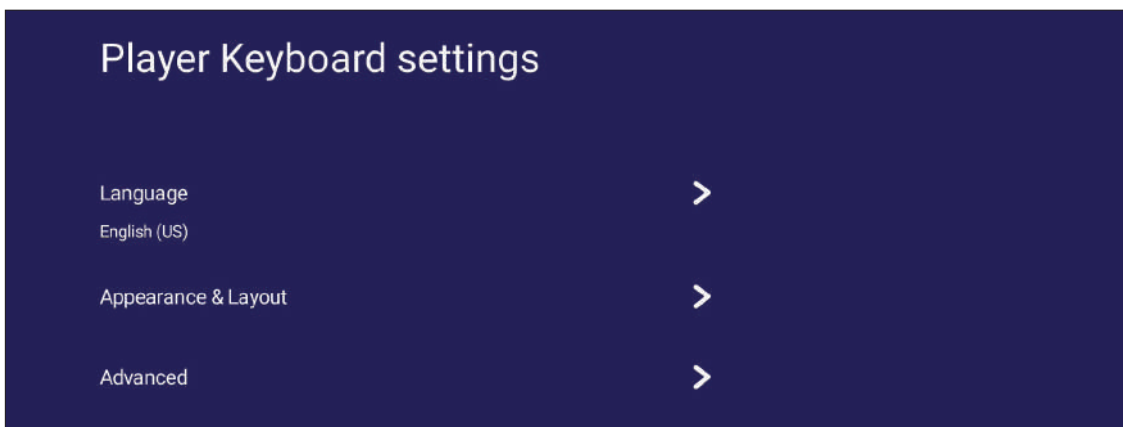 Player Keyboard settings
Language
English (US)
Appearance & Layout
Advanced